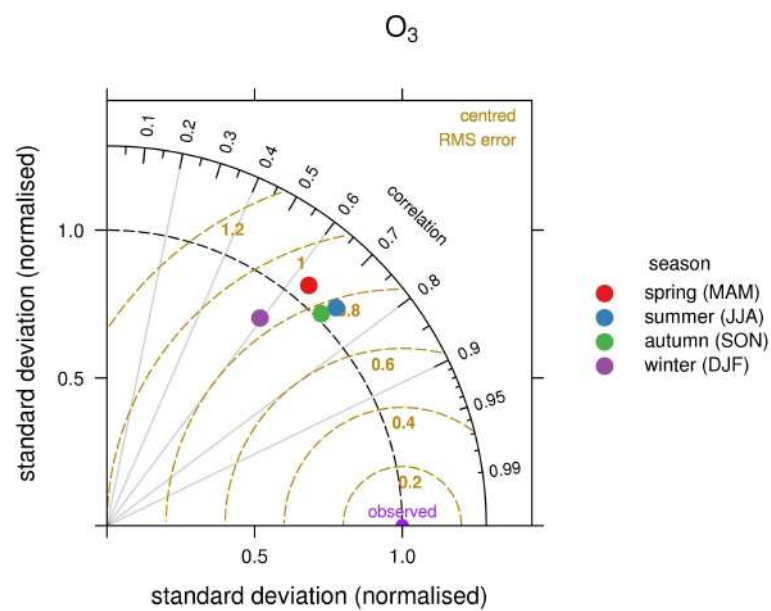 O₃
centred
RMS error
0.1
0.2
0.3
0.4
0.5
0.6
0.7
0.8
0.9
0.95
0.99
correlation
1.2
1
0.8
0.6
0.4
0.2
observed
1.0
0.5
standard deviation (normalised)
0.5
1.0
standard deviation (normalised)
season
spring (MAM)
summer (JJA)
autumn (SON)
winter (DJF)